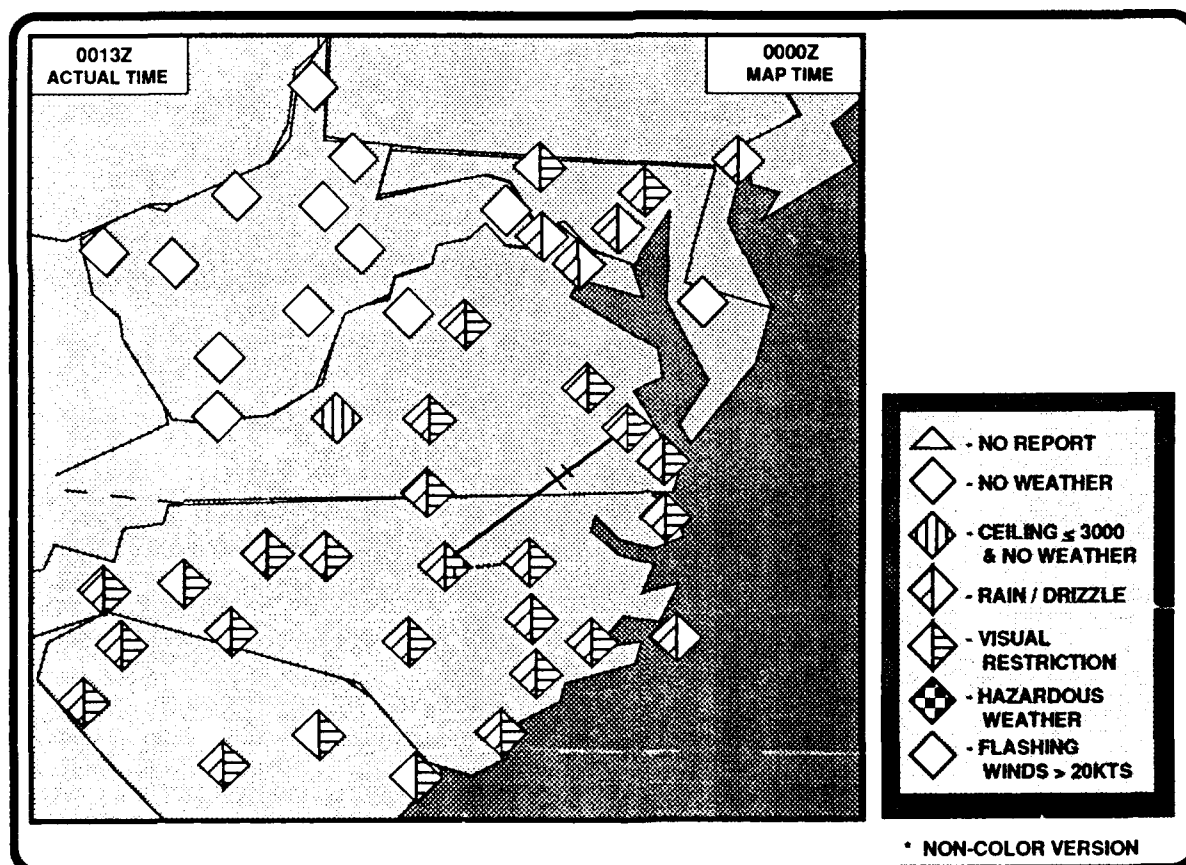 0013Z
ACTUAL TIME
0000Z
MAP TIME
- NO REPORT
- NO WEATHER
- CEILING ≤ 3000
& NO WEATHER
- RAIN / DRIZZLE
- VISUAL
RESTRICTION
- HAZARDOUS
WEATHER
- FLASHING
WINDS > 20KTS
* NON-COLOR VERSION